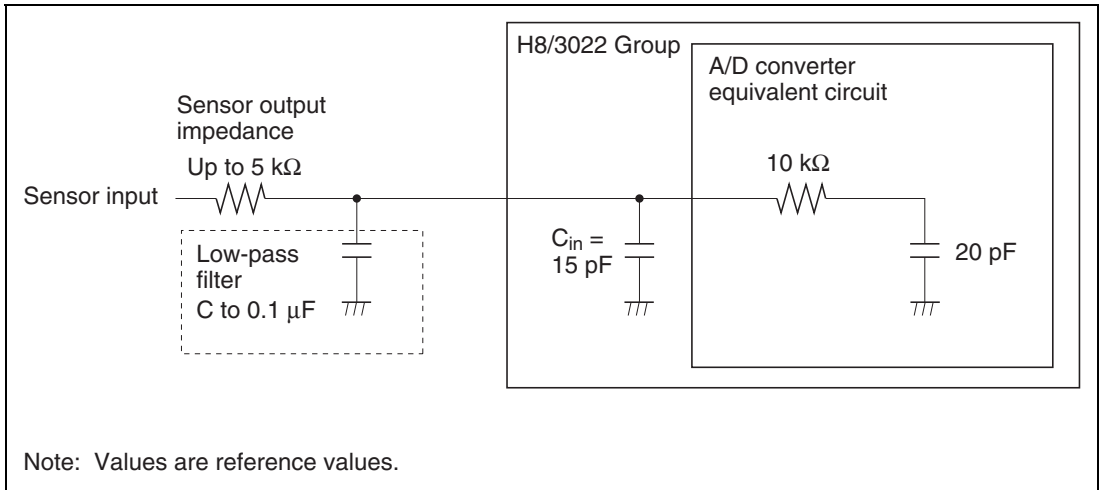 H8/3022 Group
A/D converter
equivalent circuit
Sensor output
impedance
Up to 5 kΩ
10 kΩ
Sensor input
Low-pass
filter
C to 0.1 μF
Cin =
15 pF
20 pF
Note: Values are reference values.